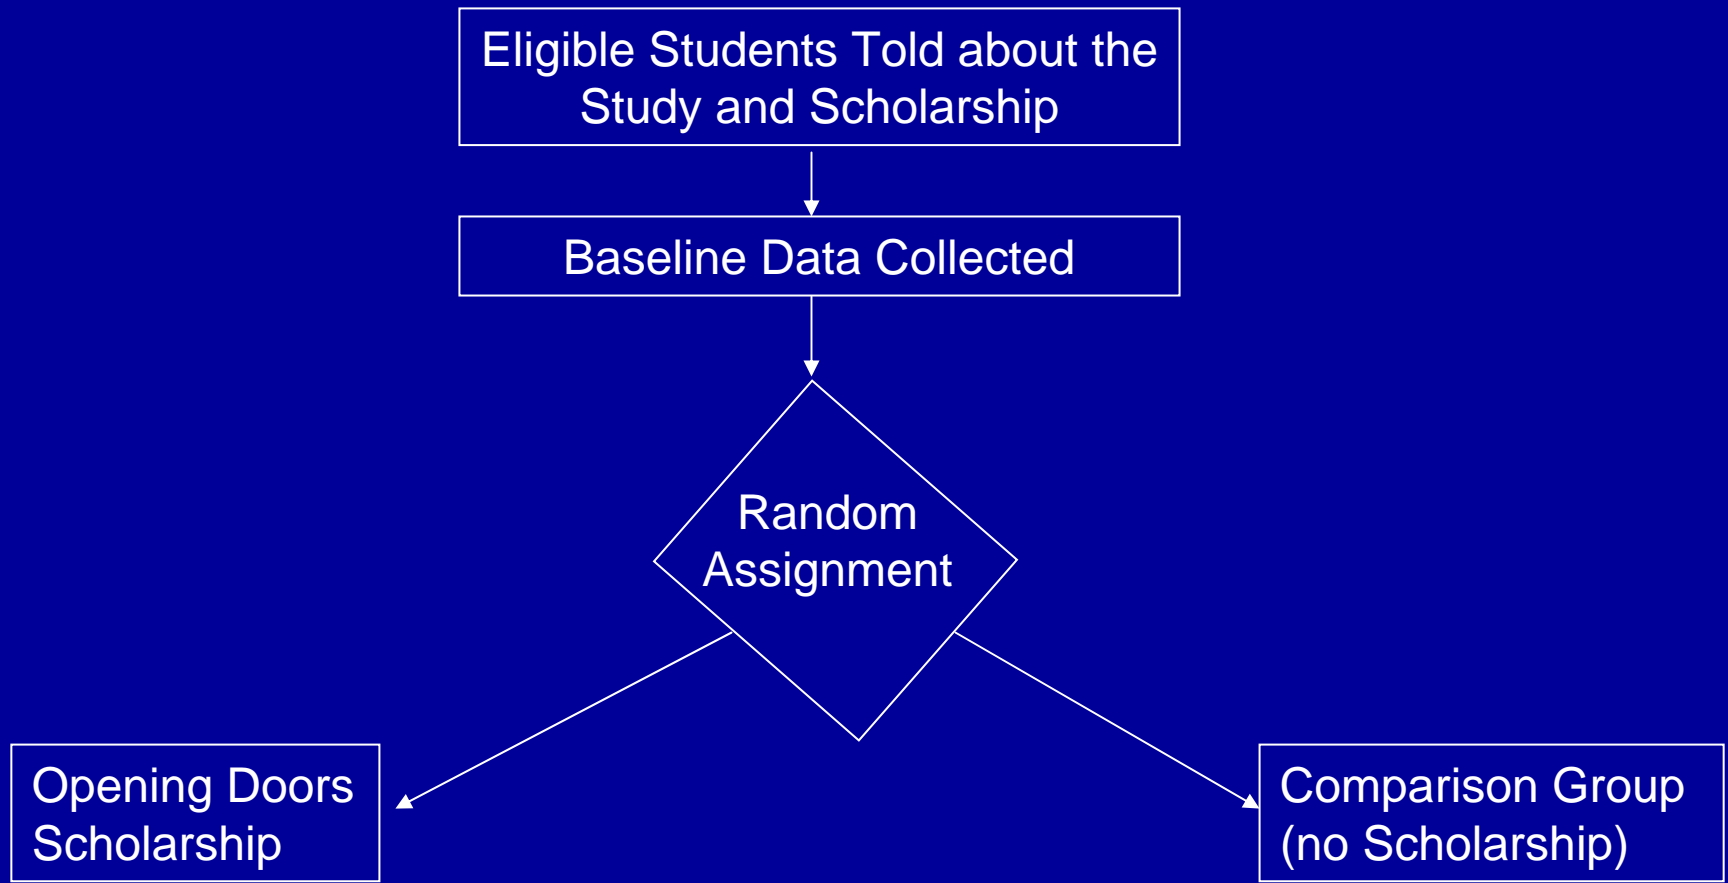 Eligible Students Told about the
Study and Scholarship
Baseline Data Collected
Random
Assignment
Opening Doors
Scholarship
Comparison Group
(no Scholarship)